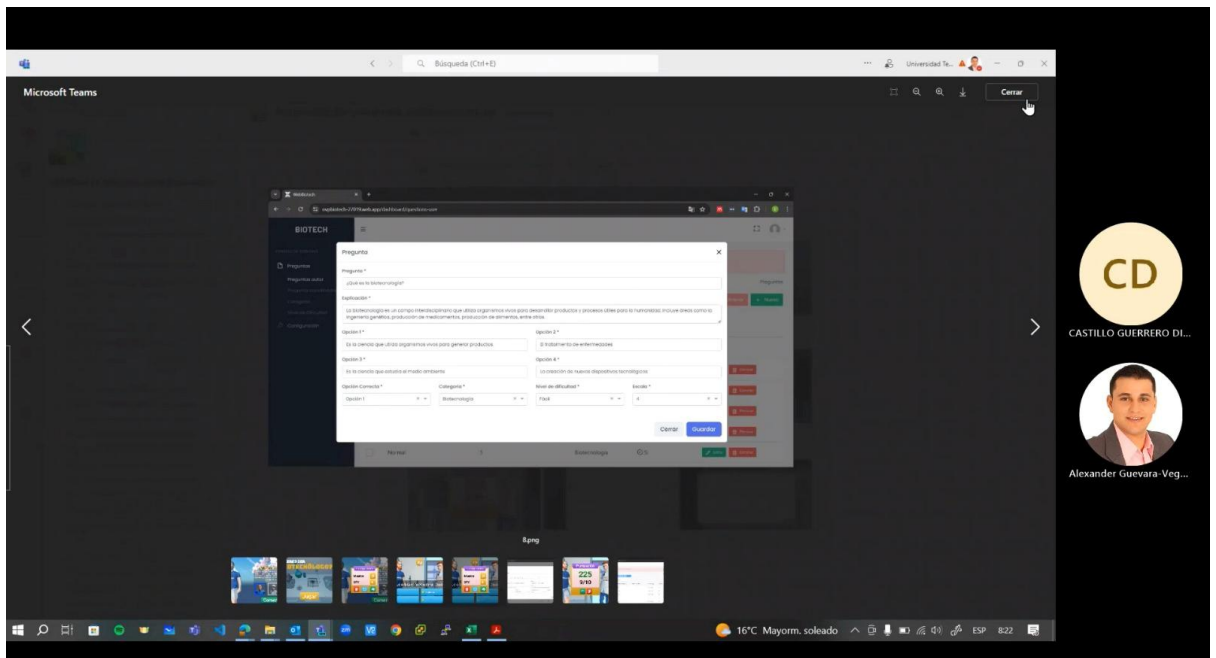 Búsqueda (Ctrl+E)
Universidad Te...
Microsoft Teams
Cerrar
BIOTECH
Pregunta
Pregunta *
¿Qué es la biotecnología?
Explicación *
La biotecnología es un campo interdisciplinario que utiliza organismos vivos para desarrollar productos y procesos útiles para la humanidad. Incluye áreas como la
ingeniería genética, producción de medicamentos, producción de alimentos, entre otros.
Opción 1 *
Opción 2 *
Es la ciencia que utiliza organismos vivos para generar productos
El tratamiento de enfermedades
Opción 3 *
Opción 4 *
Es la ciencia que estudia el medio ambiente
La creación de nuevos dispositivos tecnológicos
Opción Correcta *
Categoría *
Nivel de dificultad *
Escala *
Opción 1
Biotecnología
Fácil
4
Cerrar
Guardar
Preguntas
Normal
3
Biotecnología
8.png
225
5/10
CD
CASTILLO GUERRERO DI...
Alexander Guevara-Veg...
16°C Mayorm. soleado
ESP
8:22